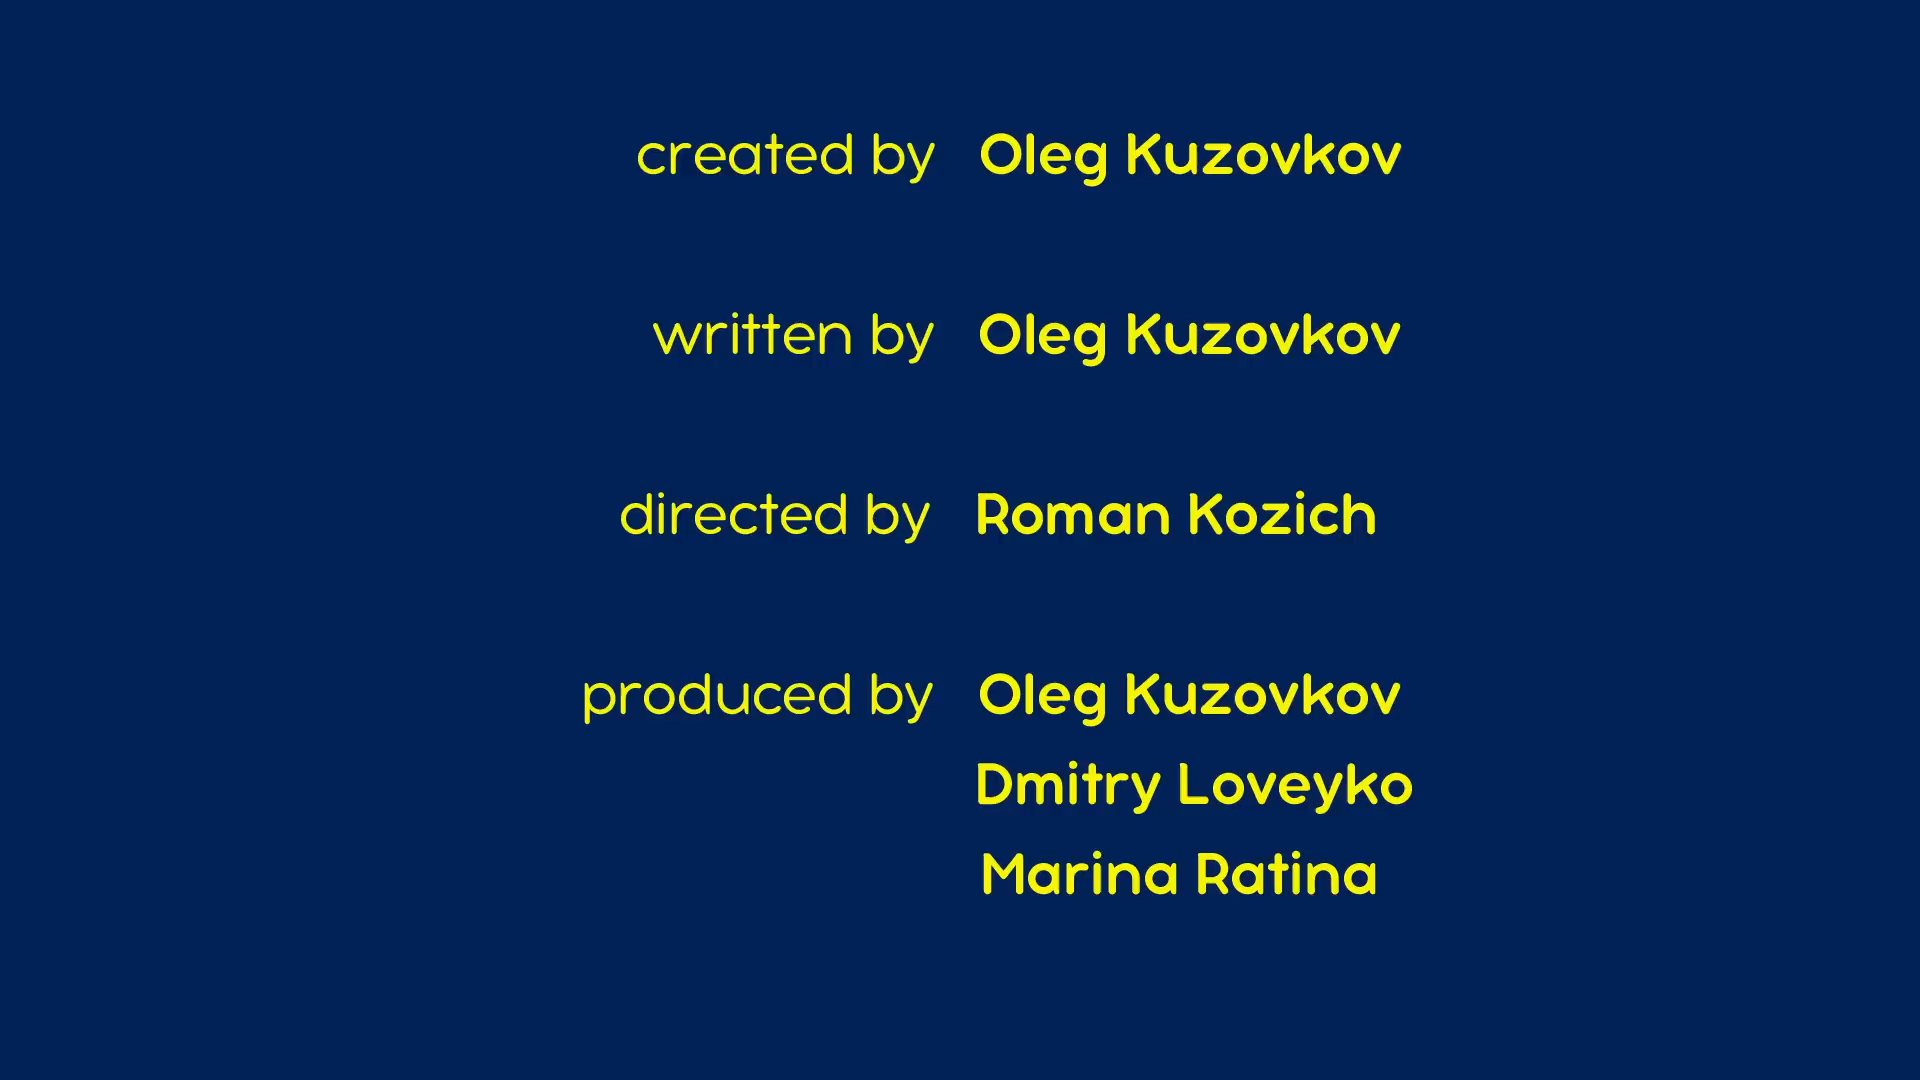 created by Oleg Kuzovkov
written by Oleg Kuzovkov
directed by Roman Kozich
produced by Oleg Kuzovkov
Dmitry Loveyko
Marina Ratina